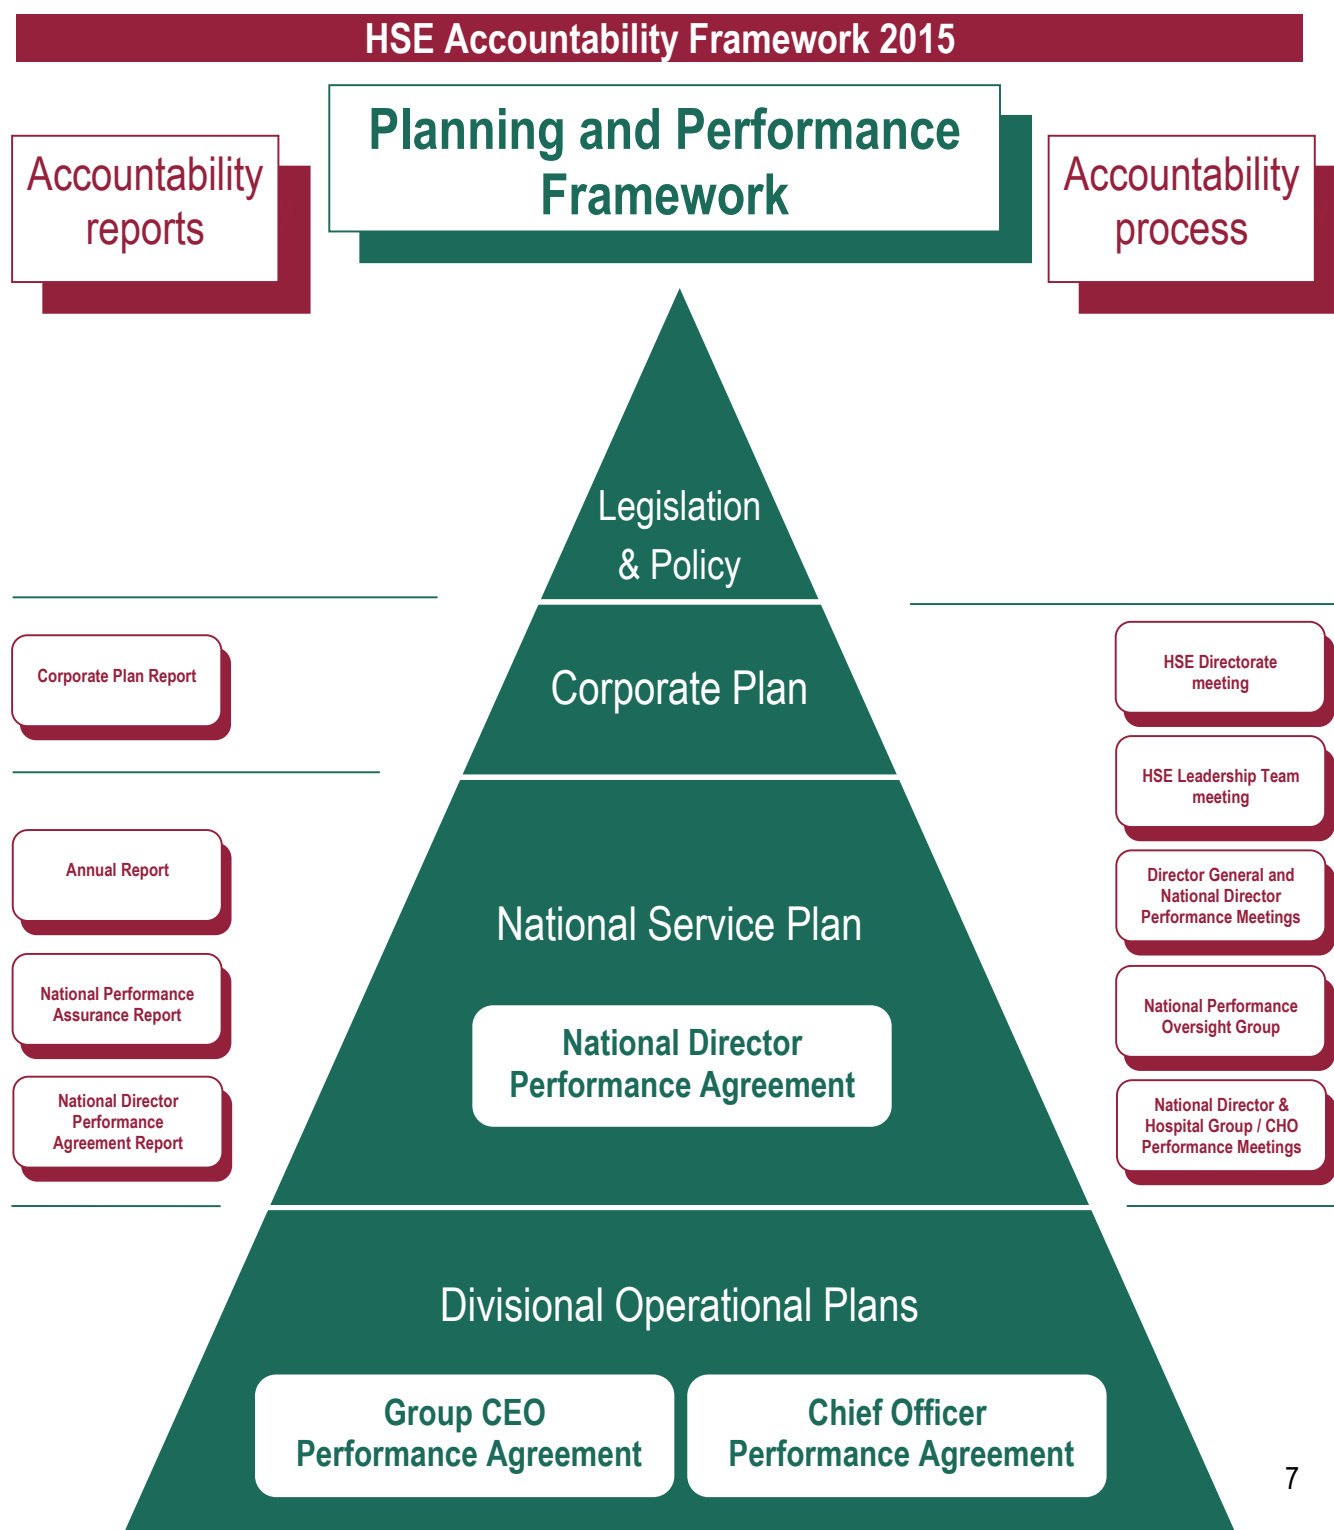 HSE Accountability Framework 2015
Planning and Performance
Framework
Accountability
reports
Accountability
process
Legislation
& Policy
Corporate Plan
National Service Plan
National Director
Performance Agreement
Divisional Operational Plans
Group CEO
Performance Agreement
Chief Officer
Performance Agreement
Corporate Plan Report
Annual Report
National Performance
Assurance Report
National Director
Performance
Agreement Report
HSE Directorate
meeting
HSE Leadership Team
meeting
Director General and
National Director
Performance Meetings
National Performance
Oversight Group
National Director &
Hospital Group / CHO
Performance Meetings
7